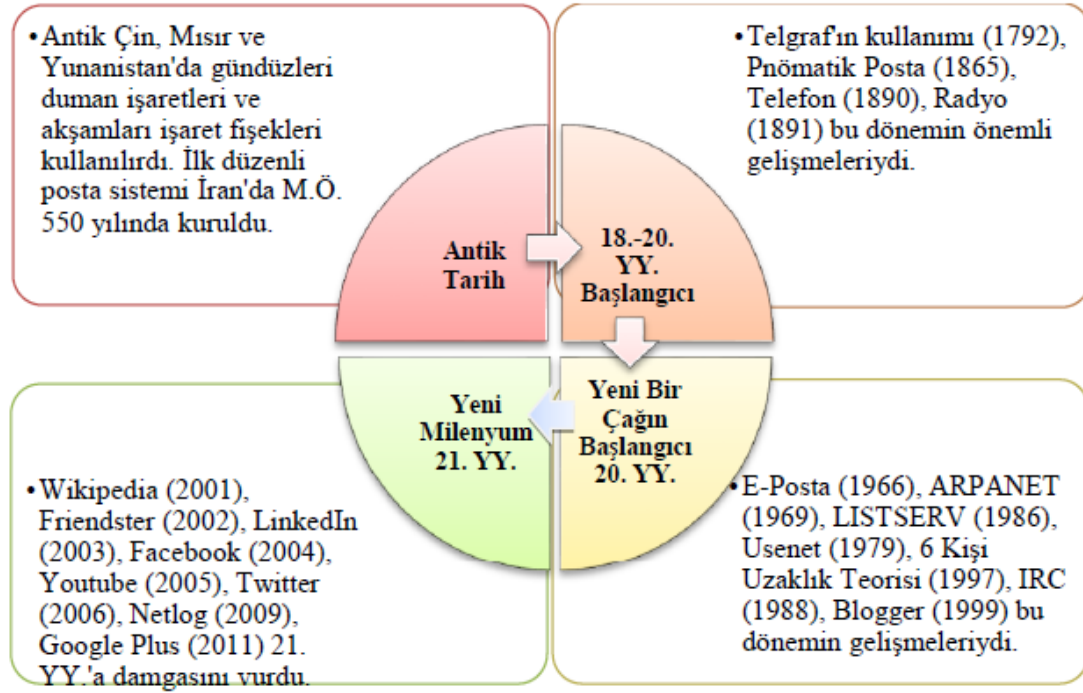 •Antik Çin, Mısır ve
Yunanistan'da gündüzleri
duman işaretleri ve
akşamları işaret fişekleri
kullanılırdı. İlk düzenli
posta sistemi İran'da M.Ö.
550 yılında kuruldu.
•Telgraf'ın kullanımı (1792),
Pnömatik Posta (1865),
Telefon (1890), Radyo
(1891) bu dönemin önemli
gelişmeleriydi.
Antik
Tarih
18.-20.
YY.
Başlangıcı
Yeni
Milenyum
21. YY.
Yeni Bir
Çağın
Başlangıcı
20. YY.
•Wikipedia (2001),
Friendster (2002), LinkedIn
(2003), Facebook (2004),
Youtube (2005), Twitter
(2006), Netlog (2009),
Google Plus (2011) 21.
YY.'a damgasını vurdu.
•E-Posta (1966), ARPANET
(1969), LISTSERV (1986),
Usenet (1979), 6 Kişi
Uzaklık Teorisi (1997), IRC
(1988), Blogger (1999) bu
dönemin gelişmeleriydi.